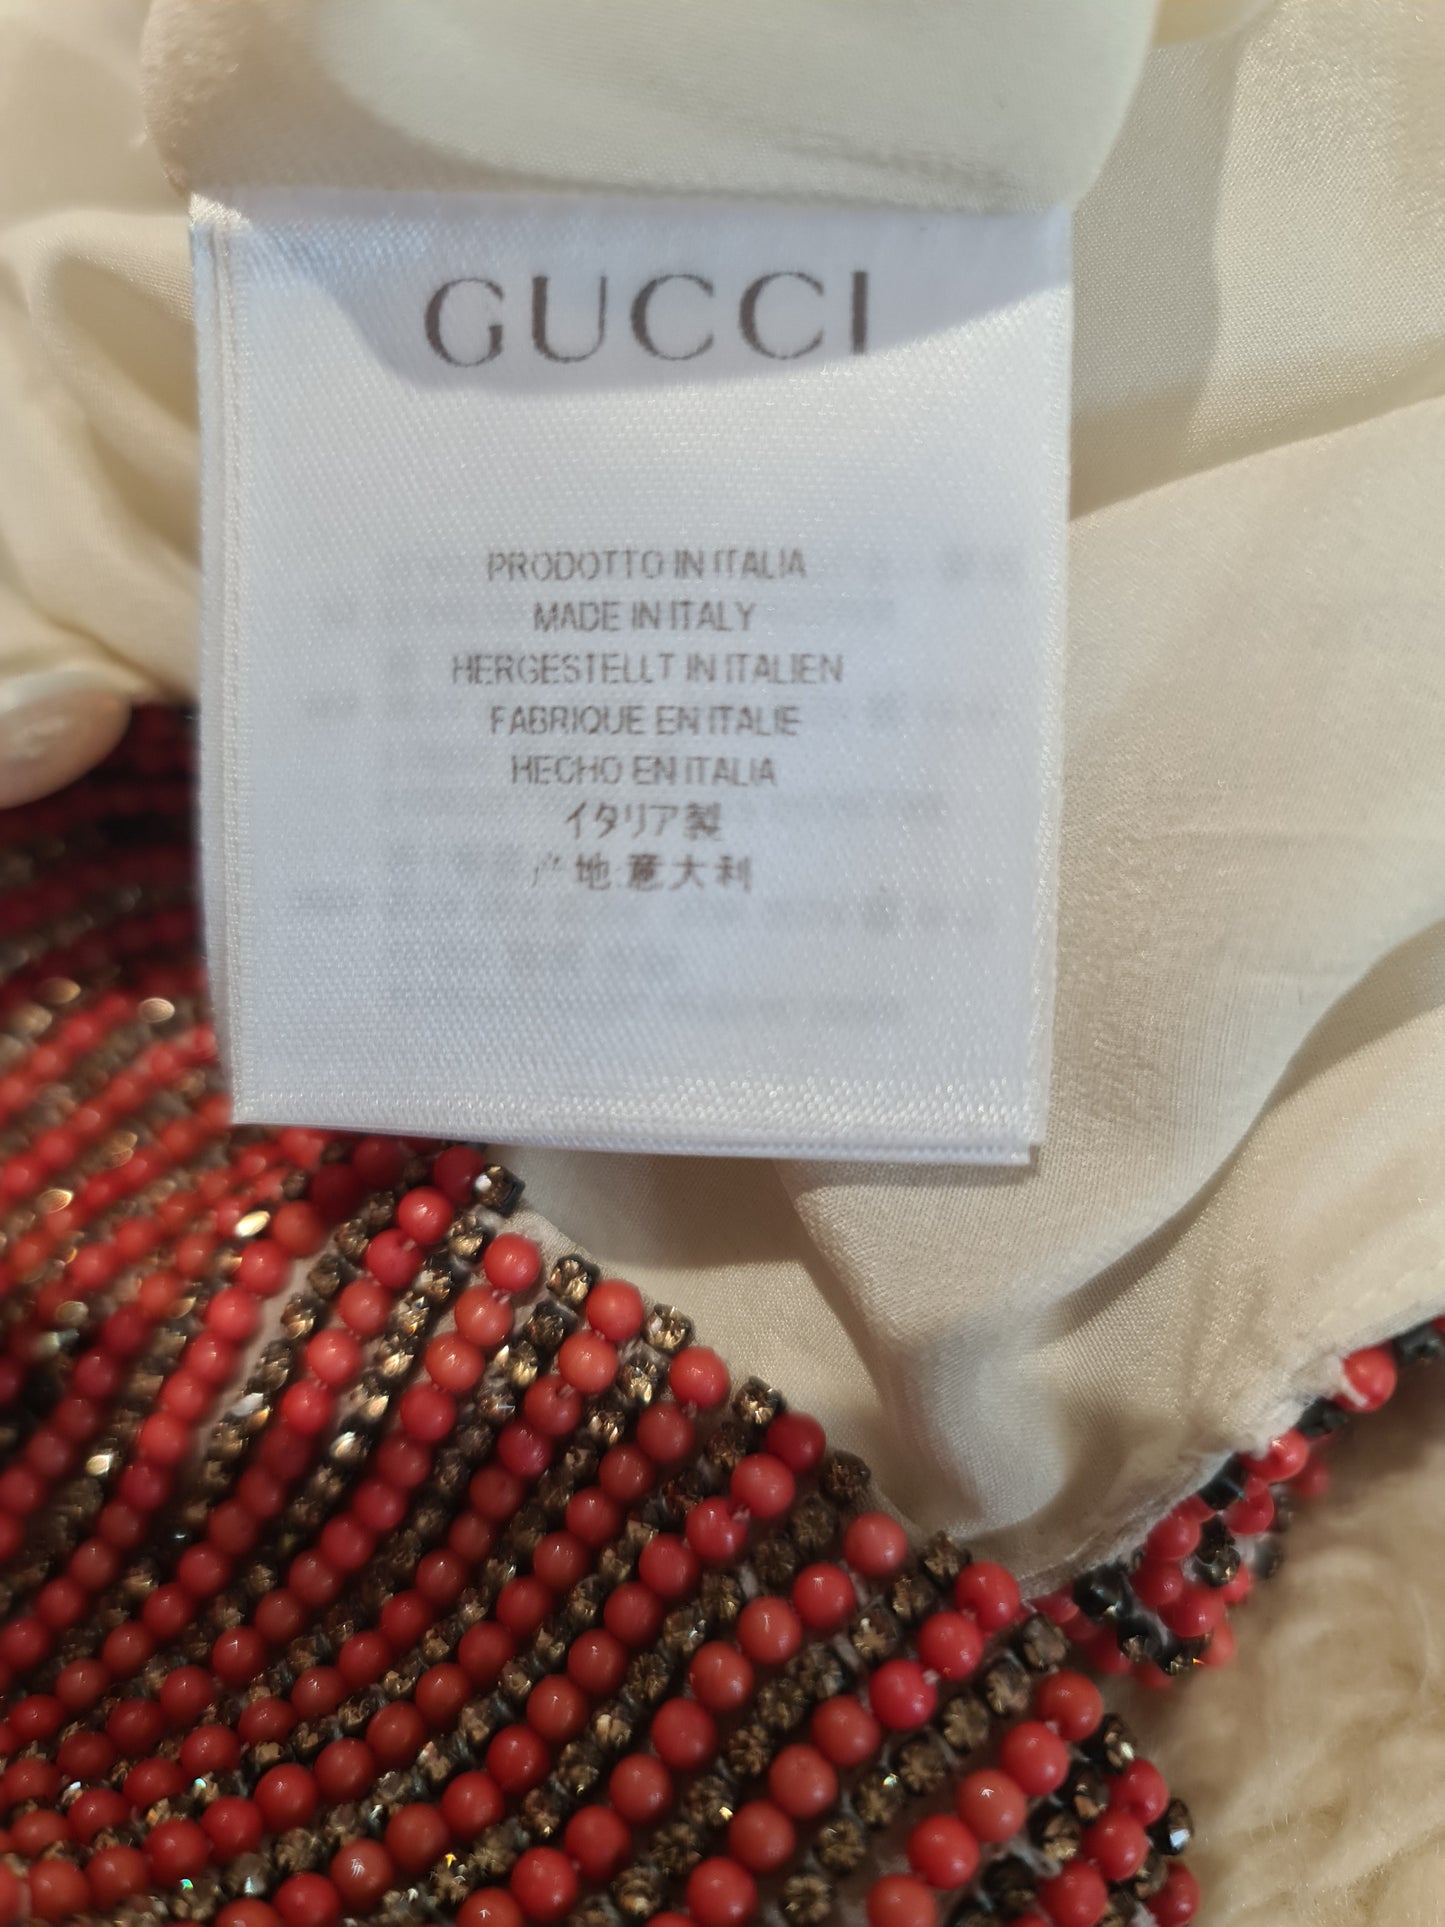 GUCCI
PRODOTTO IN ITALIA
MADE IN ITALY
HERGESTELLT IN ITALIEN
FABRIQUE EN ITALIE
HECHO EN ITALIA
イタリア製
产地:意大利